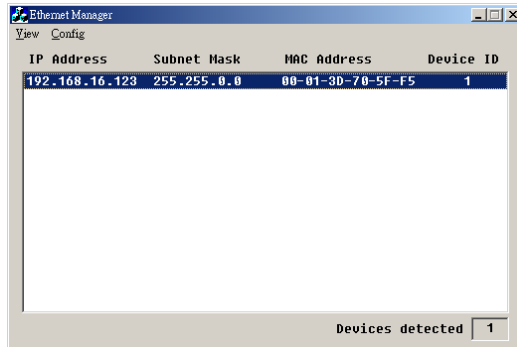 Ethernet Manager
View Config
IP Address Subnet Mask MAC Address Device ID
192.168.16.123 255.255.0.0 00-01-3D-70-5F-F5 1
Devices detected 1